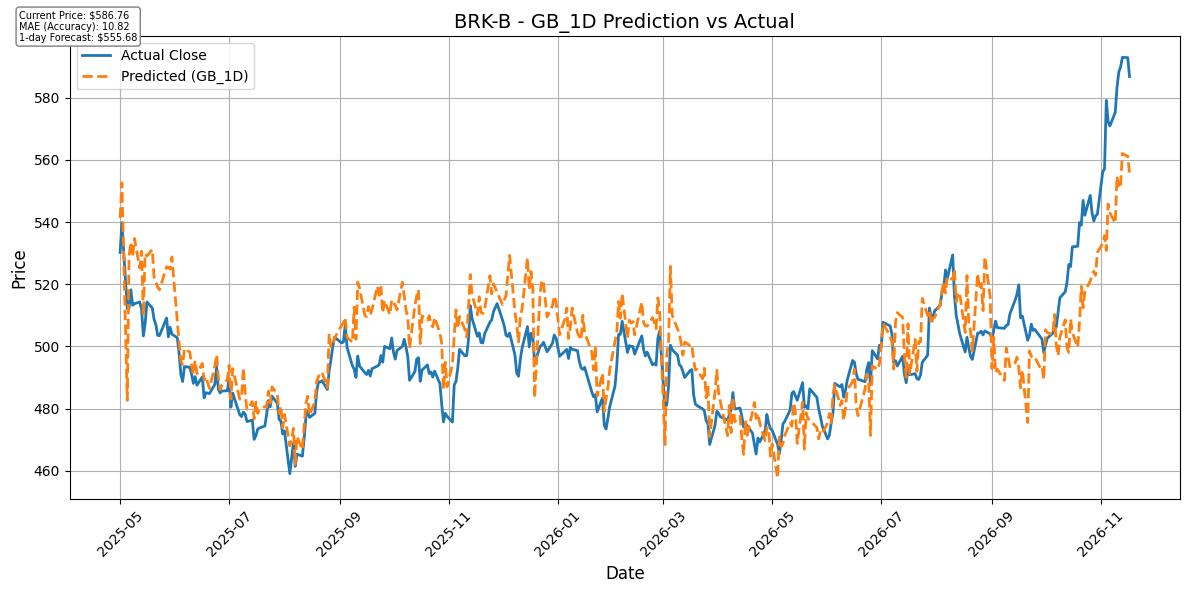 BRK-B - GB_1D Prediction vs Actual
Current Price: $586.76
MAE (Accuracy): 10.82
1-day Forecast: $555.68
Actual Close
Predicted (GB_1D)
Price
580
560
540
520
500
480
460
2025-05
2025-07
2025-09
2025-11
2026-01
2026-03
2026-05
2026-07
2026-09
2026-11
Date